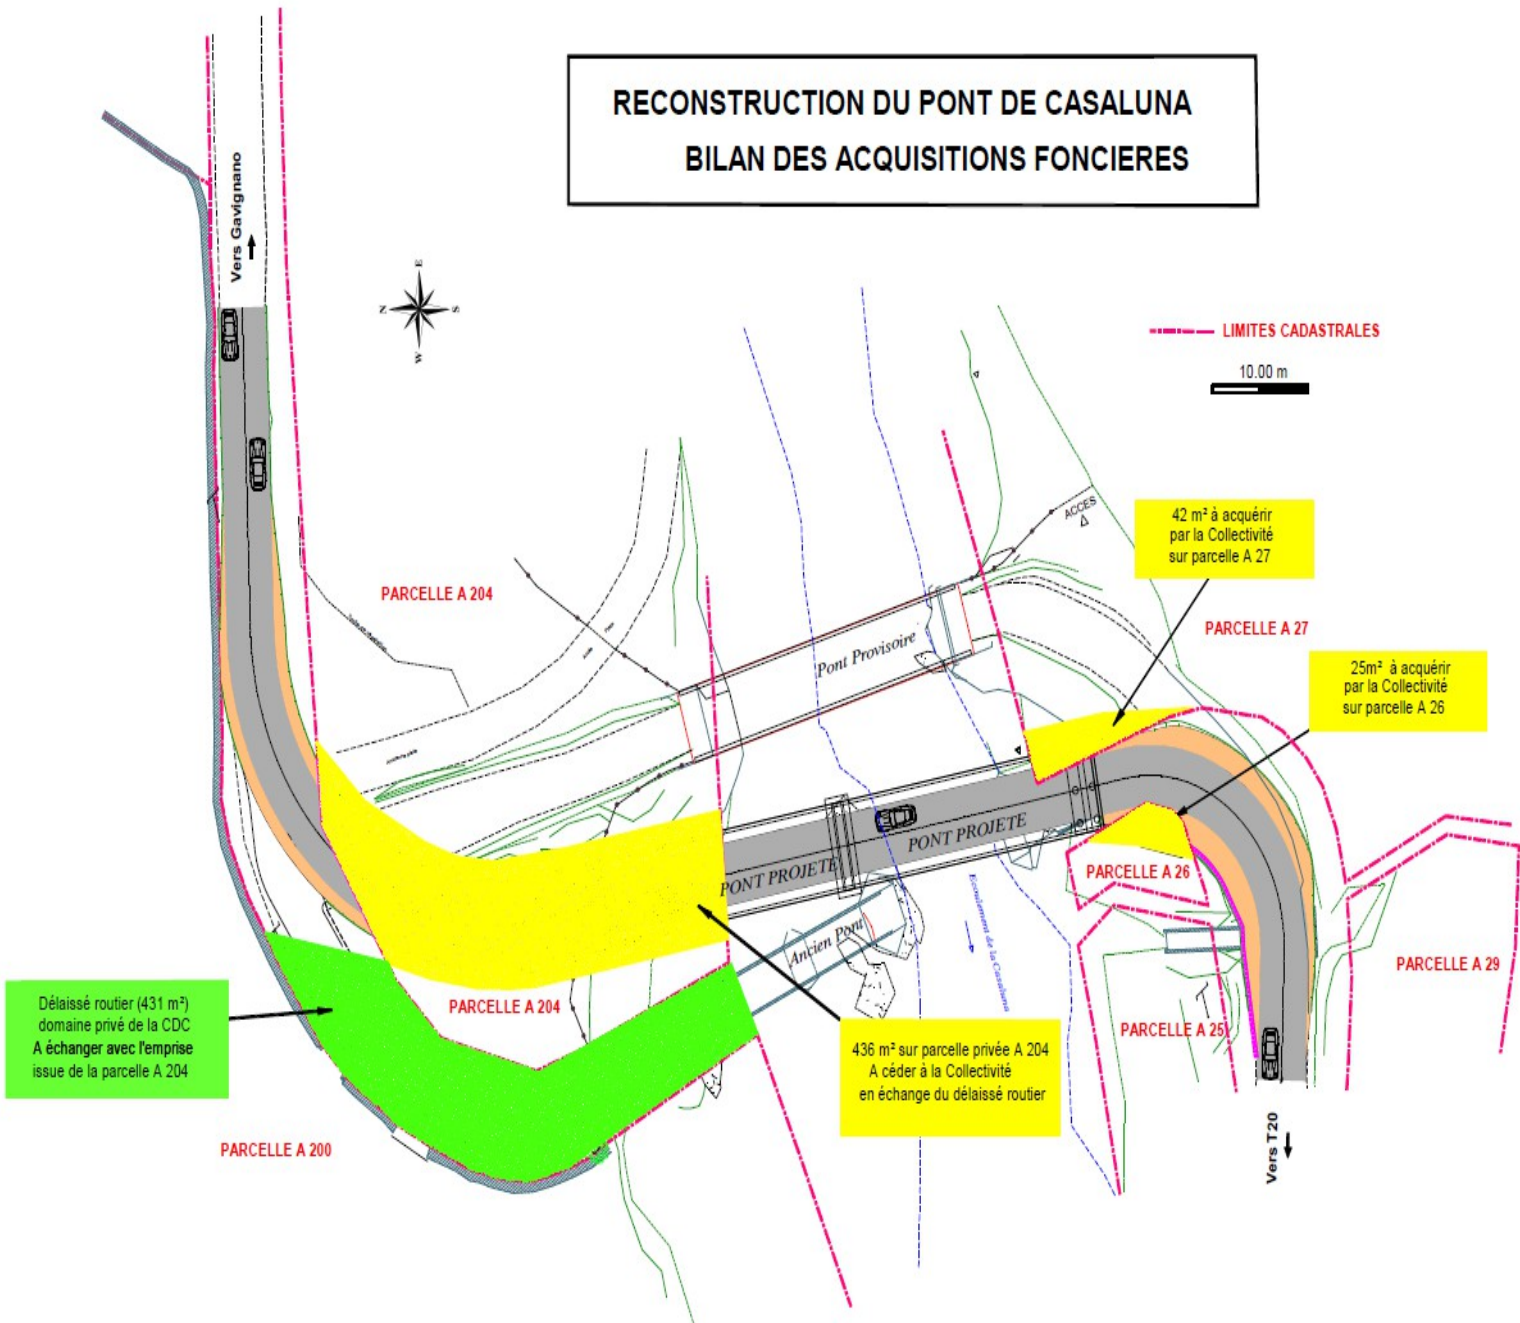 RECONSTRUCTION DU PONT DE CASALUNA
BILAN DES ACQUISITIONS FONCIERES
Vers Gavignano
E
N
S
W
LIMITES CADASTRALES
10.00 m
ACCES
42 m² à acquérir
par la Collectivité
sur parcelle A 27
PARCELLE A 204
PARCELLE A 27
Pont Provisoire
25m² à acquérir
par la Collectivité
sur parcelle A 26
PONT PROJETE
PONT PROJETE
PARCELLE A 26
Ancien Pont
Ecoulement de la Casaluna
PARCELLE A 29
PARCELLE A 204
Délaissé routier (431 m²)
domaine privé de la CDC
A échanger avec l'emprise
issue de la parcelle A 204
PARCELLE A 25
436 m² sur parcelle privée A 204
A céder à la Collectivité
en échange du délaissé routier
PARCELLE A 200
Vers T20